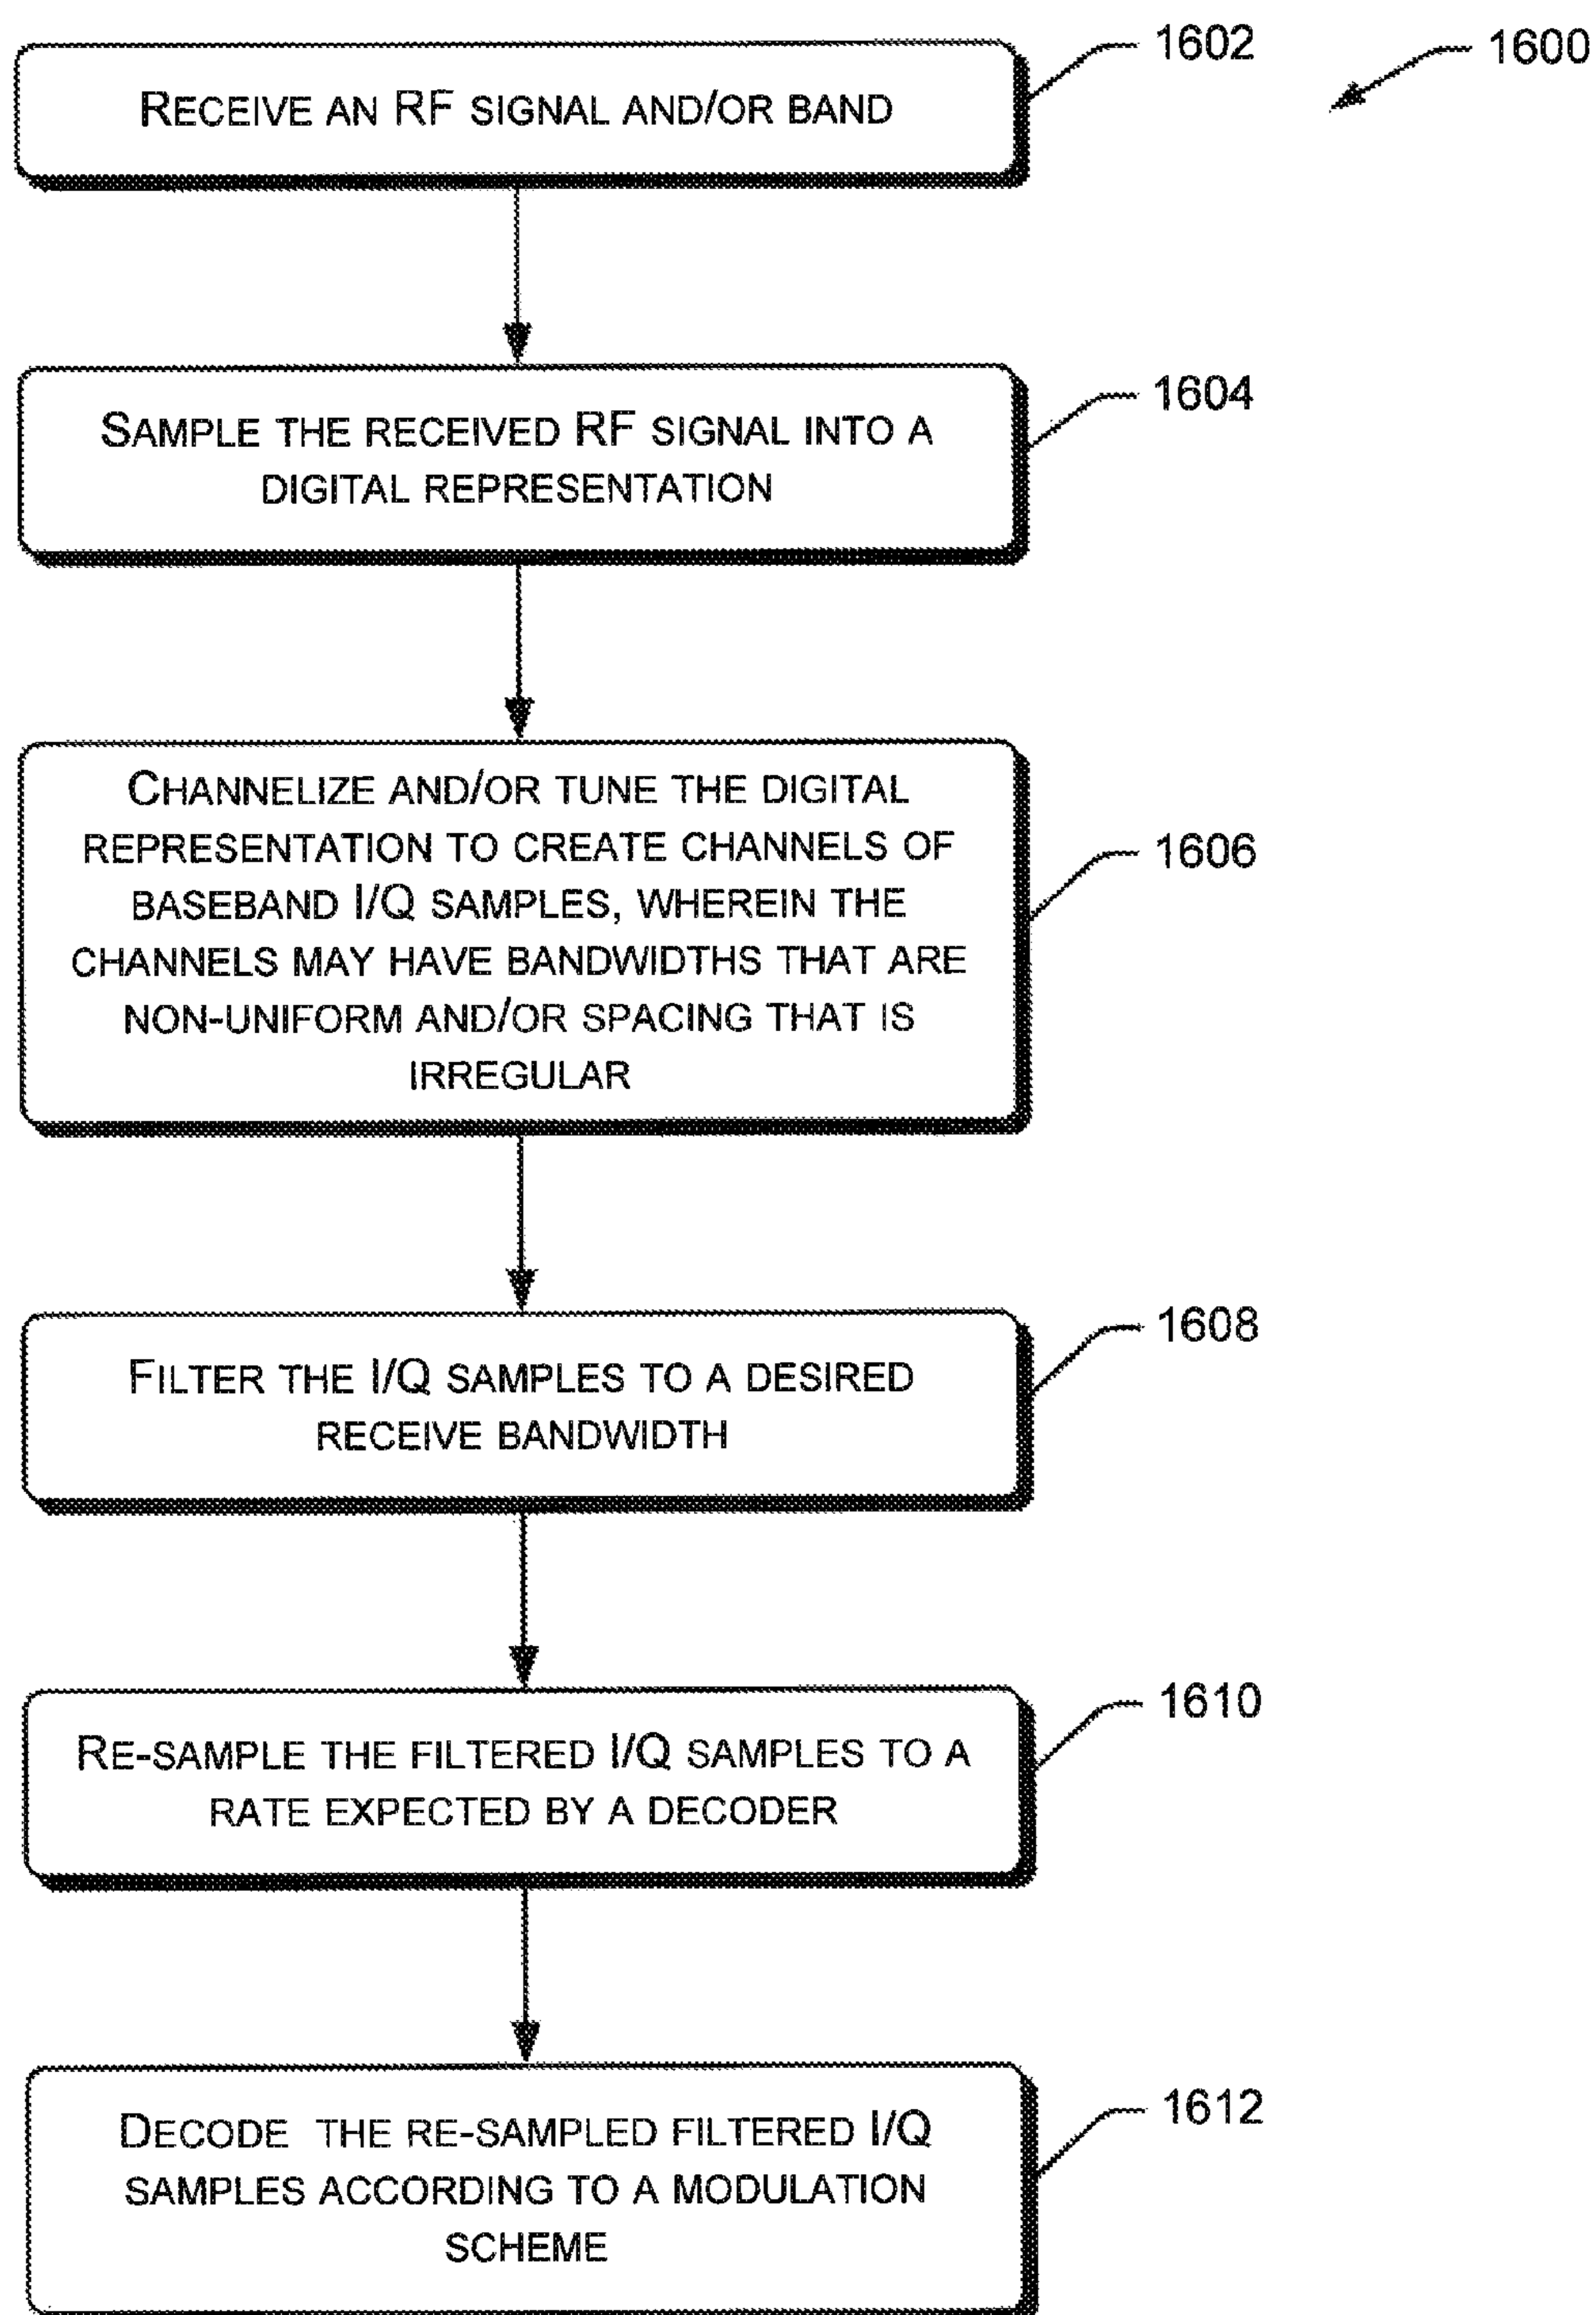 1600
1602
RECEIVE AN RF SIGNAL AND/OR BAND
1604
SAMPLE THE RECEIVED RF SIGNAL INTO A
DIGITAL REPRESENTATION
1606
CHANNELIZE AND/OR TUNE THE DIGITAL
REPRESENTATION TO CREATE CHANNELS OF
BASEBAND I/Q SAMPLES, WHEREIN THE
CHANNELS MAY HAVE BANDWIDTHS THAT ARE
NON-UNIFORM AND/OR SPACING THAT IS
IRREGULAR
1608
FILTER THE I/Q SAMPLES TO A DESIRED
RECEIVE BANDWIDTH
1610
RE-SAMPLE THE FILTERED I/Q SAMPLES TO A
RATE EXPECTED BY A DECODER
1612
DECODE THE RE-SAMPLED FILTERED I/Q
SAMPLES ACCORDING TO A MODULATION
SCHEME